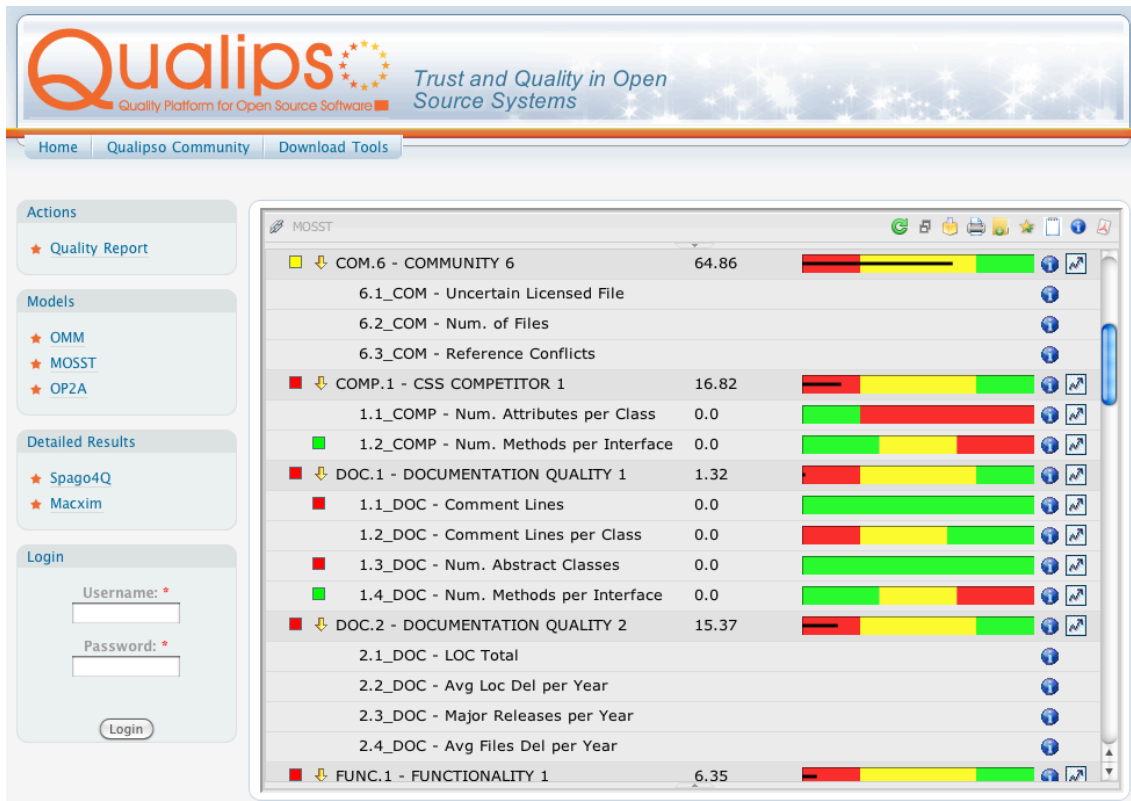 Qualipso
Quality Platform for Open Source Software
Trust and Quality in Open
Source Systems
Home Qualipso Community Download Tools
Actions
Quality Report
Models
OMM
MOSST
OP2A
Detailed Results
Spago4Q
Macxim
Login
Username: *
Password: *
Login
MOSST
COM.6 - COMMUNITY 6 64.86
6.1_COM - Uncertain Licensed File
6.2_COM - Num. of Files
6.3_COM - Reference Conflicts
COMP.1 - CSS COMPETITOR 1 16.82
1.1_COMP - Num. Attributes per Class 0.0
1.2_COMP - Num. Methods per Interface 0.0
DOC.1 - DOCUMENTATION QUALITY 1 1.32
1.1_DOC - Comment Lines 0.0
1.2_DOC - Comment Lines per Class 0.0
1.3_DOC - Num. Abstract Classes 0.0
1.4_DOC - Num. Methods per Interface 0.0
DOC.2 - DOCUMENTATION QUALITY 2 15.37
2.1_DOC - LOC Total
2.2_DOC - Avg Loc Del per Year
2.3_DOC - Major Releases per Year
2.4_DOC - Avg Files Del per Year
FUNC.1 - FUNCTIONALITY 1 6.35